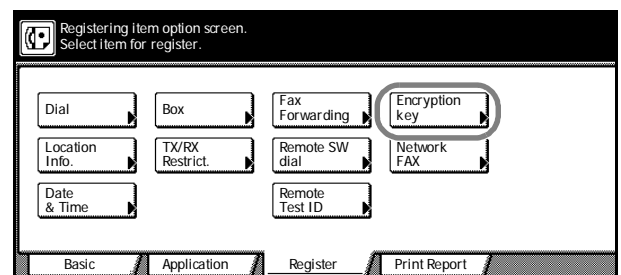 Registering item option screen.
Select item for register.
Dial
Box
Fax
Forwarding
Encryption
key
Location
Info.
TX/RX
Restrict.
Remote SW
dial
Network
FAX
Date
& Time
Remote
Test ID
Basic
Application
Register
Print Report